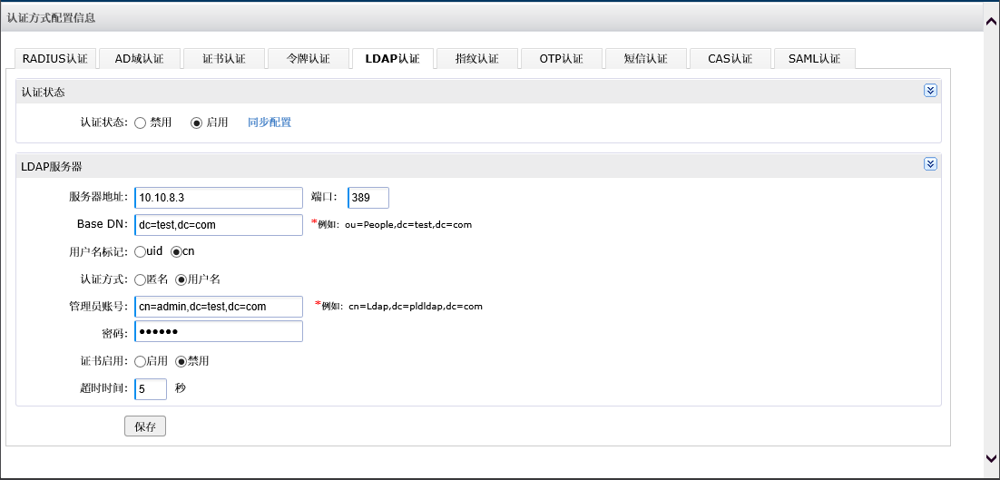 认证方式配置信息
RADIUS认证 AD域认证 证书认证 令牌认证 LDAP认证 指纹认证 OTP认证 短信认证 CAS认证 SAML认证
认证状态
认证状态: 禁用 启用 同步配置
LDAP服务器
服务器地址: 10.10.8.3 端口: 389
Base DN: dc=test,dc=com *例如: ou=People,dc=test,dc=com
用户名标记: uid cn
认证方式: 匿名 用户名
管理员账号: cn=admin,dc=test,dc=com *例如: cn=Ldap,dc=pldldap,dc=com
密码: ●●●●●●
证书启用: 启用 禁用
超时时间: 5 秒
保存